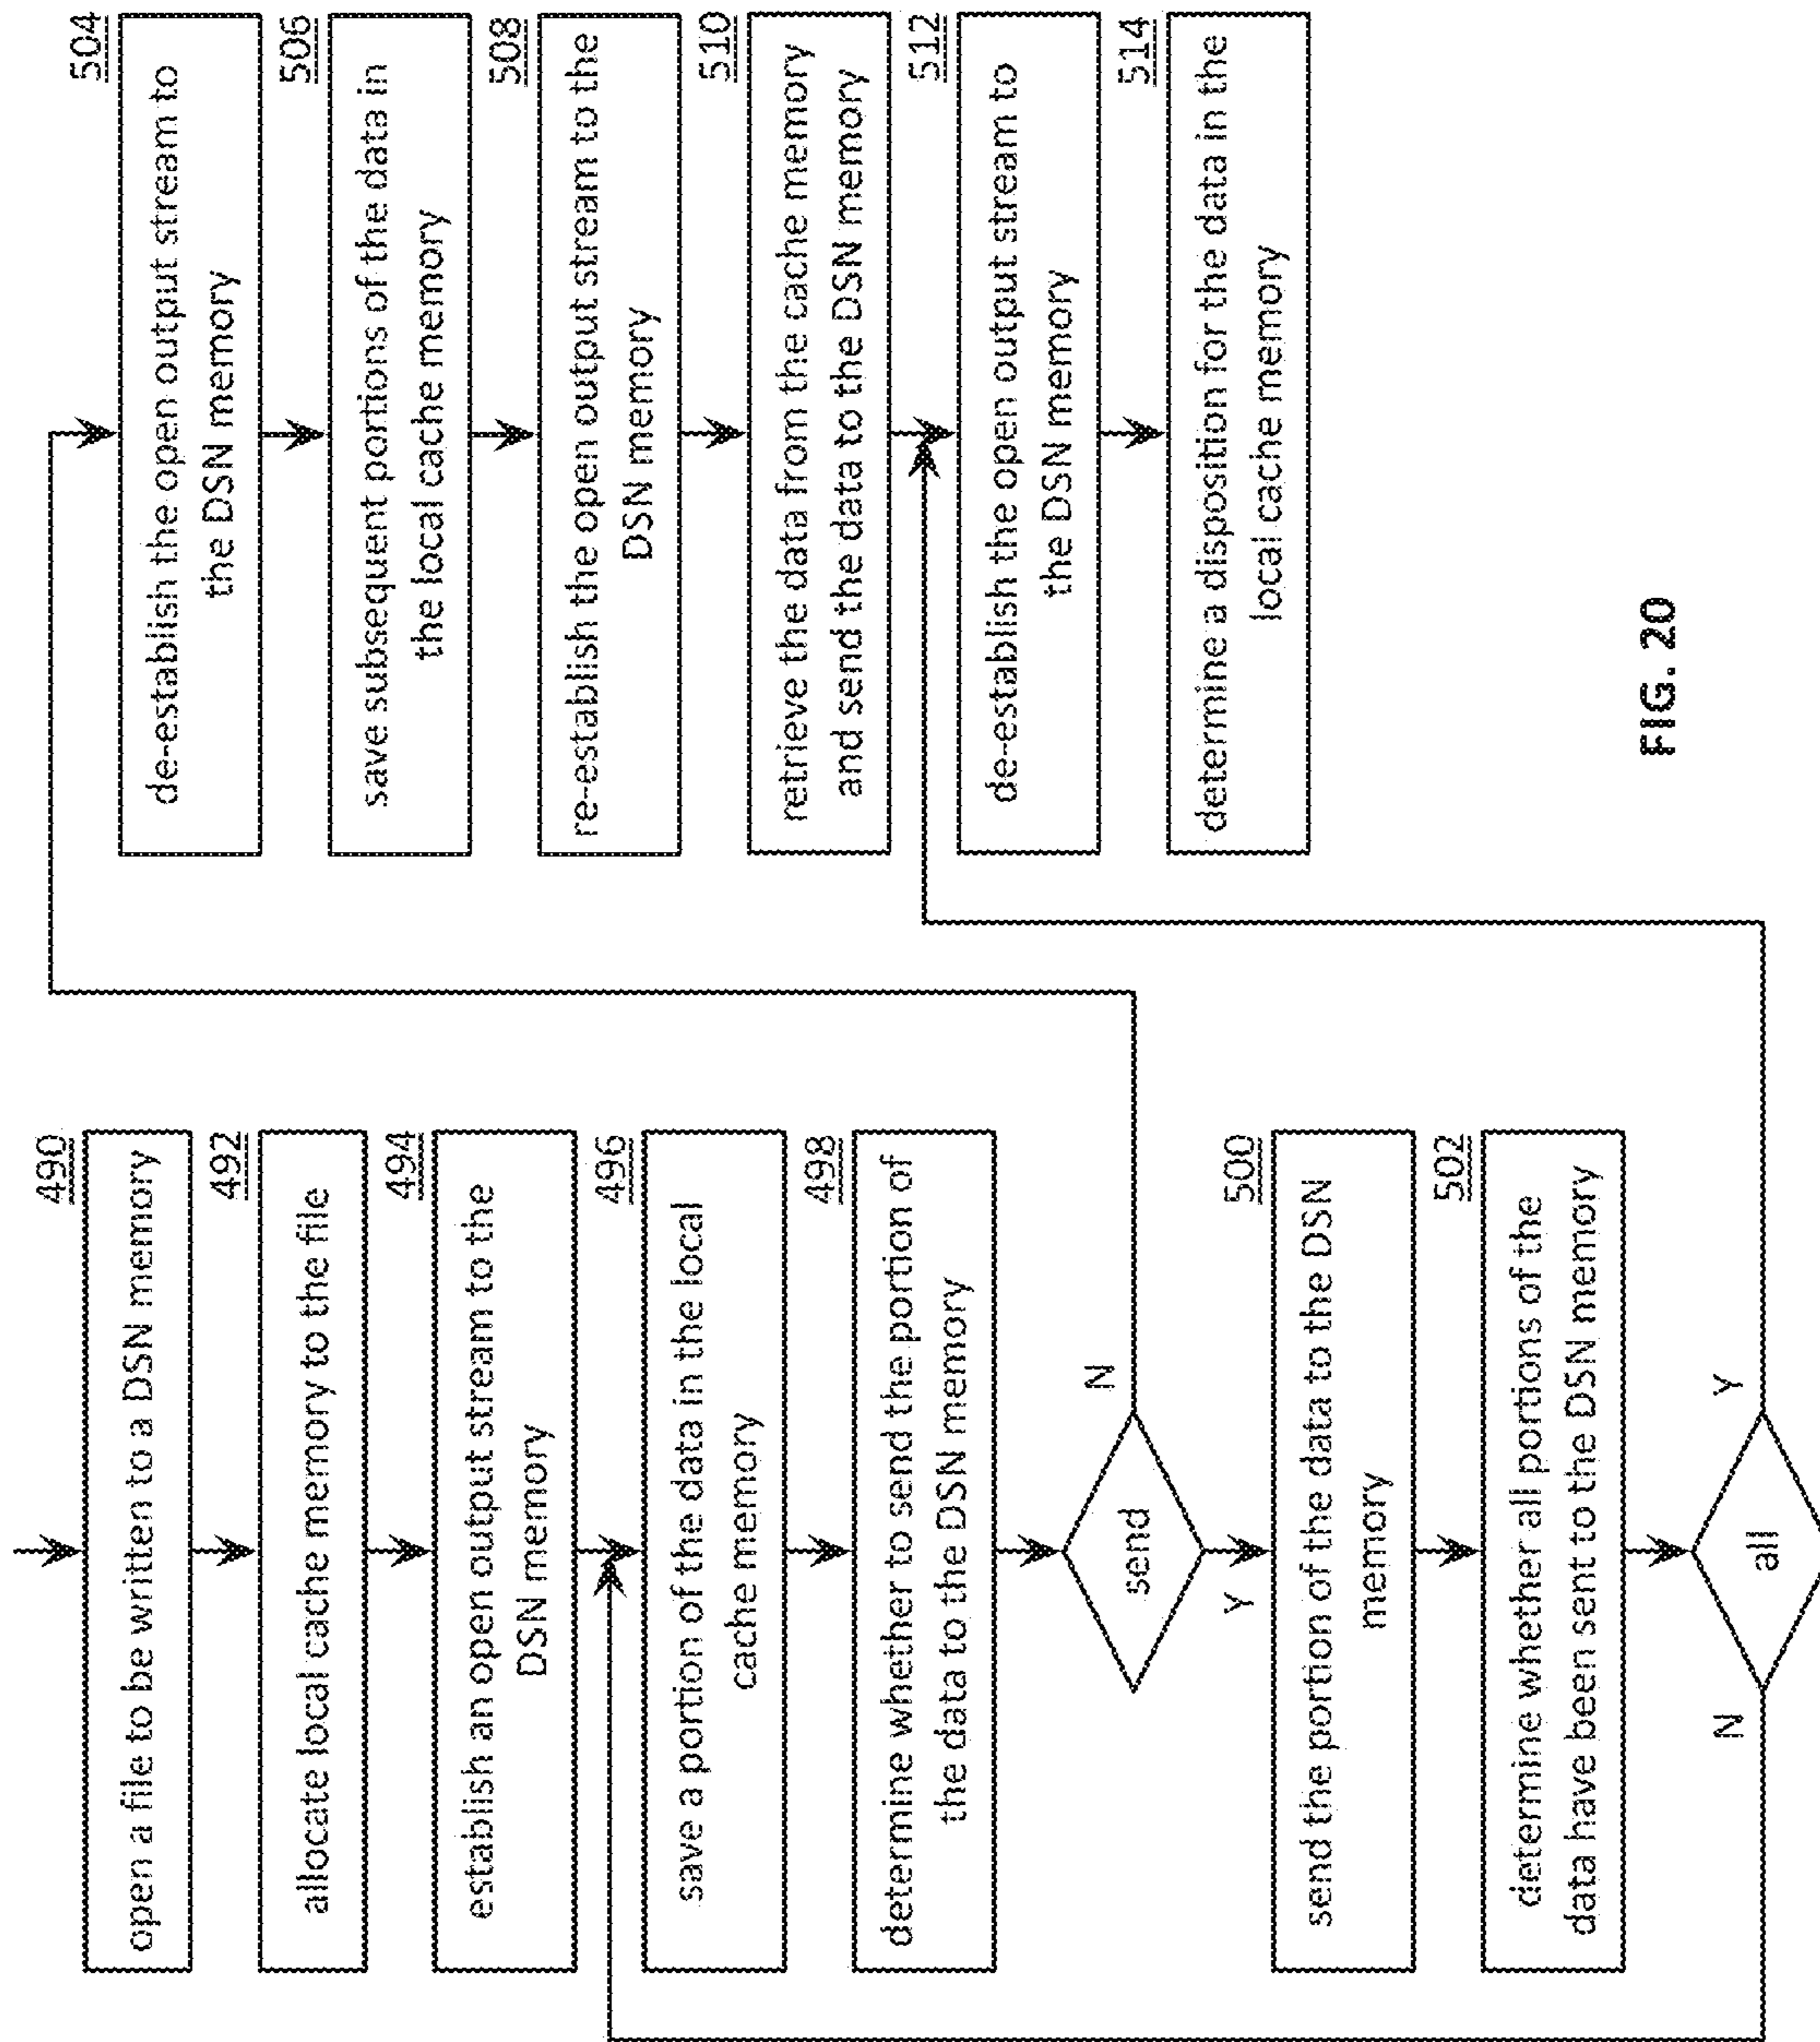 490
open a file to be written to a DSN memory
492
allocate local cache memory to the file
494
establish an open output stream to the
DSN memory
496
save a portion of the data in the local
cache memory
498
determine whether to send the portion of
the data to the DSN memory
send
N
Y
500
send the portion of the data to the DSN
memory
502
determine whether all portions of the
data have been sent to the DSN memory
all
N
Y
504
de-establish the open output stream to
the DSN memory
506
save subsequent portions of the data in
the local cache memory
508
re-establish the open output stream to the
DSN memory
510
retrieve the data from the cache memory
and send the data to the DSN memory
512
de-establish the open output stream to
the DSN memory
514
determine a disposition for the data in the
local cache memory
FIG. 20